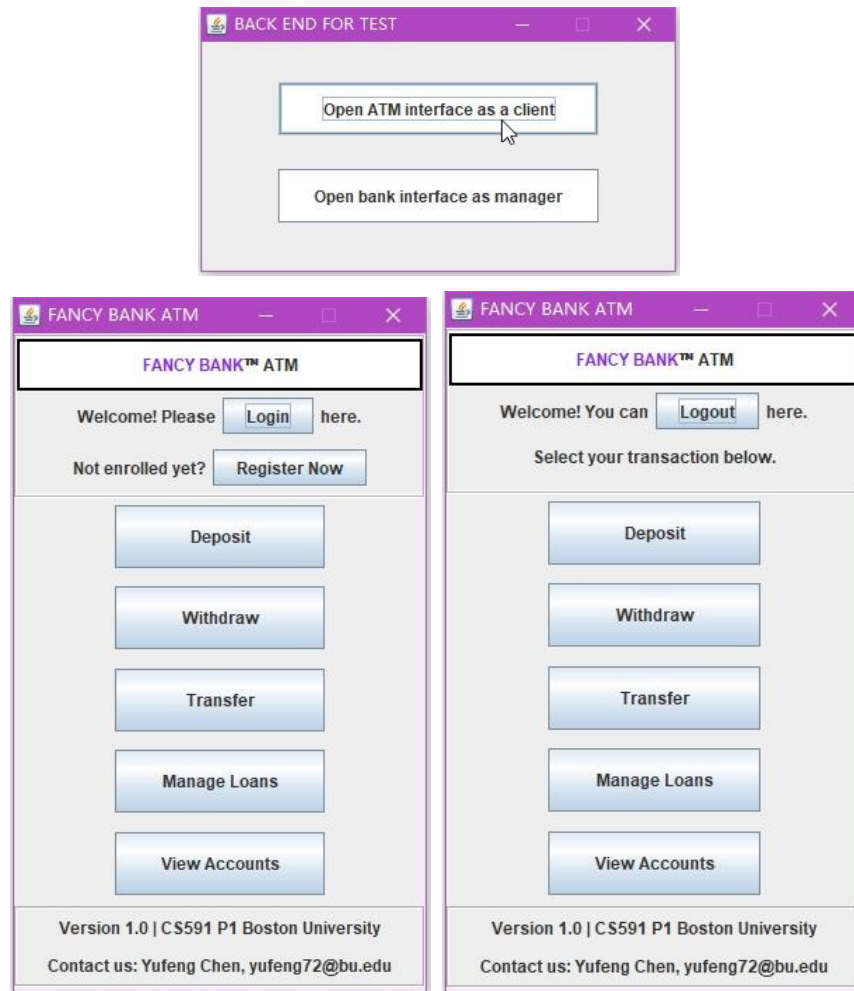 BACK END FOR TEST
Open ATM interface as a client
Open bank interface as manager
FANCY BANK ATM
FANCY BANK™ ATM
Welcome! Please Login here.
Not enrolled yet? Register Now
Deposit
Withdraw
Transfer
Manage Loans
View Accounts
Version 1.0 | CS591 P1 Boston University
Contact us: Yufeng Chen, yufeng72@bu.edu
FANCY BANK ATM
FANCY BANK™ ATM
Welcome! You can Logout here.
Select your transaction below.
Deposit
Withdraw
Transfer
Manage Loans
View Accounts
Version 1.0 | CS591 P1 Boston University
Contact us: Yufeng Chen, yufeng72@bu.edu